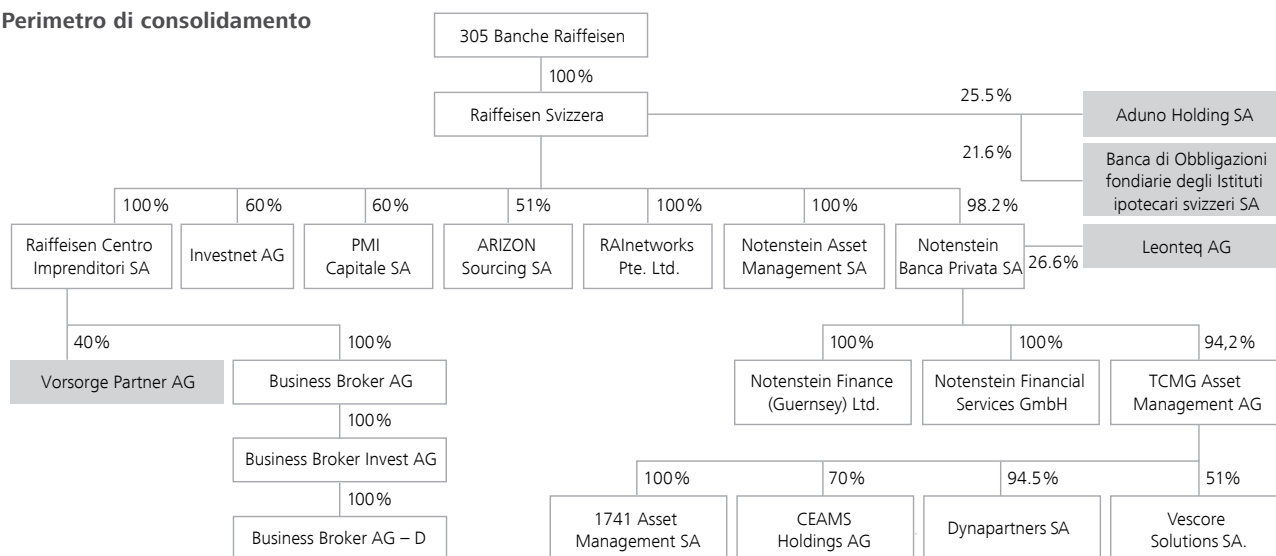 Perimetro di consolidamento
305 Banche Raiffeisen
100%
Raiffeisen Svizzera
25.5%
Aduno Holding SA
21.6%
Banca di Obbligazioni
fondiarie degli Istituti
ipotecari svizzeri SA
100%
60%
60%
51%
100%
100%
98.2%
Raiffeisen Centro
Imprenditori SA
Investnet AG
PMI
Capitale SA
ARIZON
Sourcing SA
RAInetworks
Pte. Ltd.
Notenstein Asset
Management SA
Notenstein
Banca Privata SA
26.6%
Leonteq AG
40%
100%
100%
100%
94,2%
Vorsorge Partner AG
Business Broker AG
Notenstein Finance
(Guernsey) Ltd.
Notenstein Financial
Services GmbH
TCMG Asset
Management AG
100%
Business Broker Invest AG
100%
Business Broker AG – D
100%
70%
94.5%
51%
1741 Asset
Management SA
CEAMS
Holdings AG
Dynapartners SA
Vescore
Solutions SA.